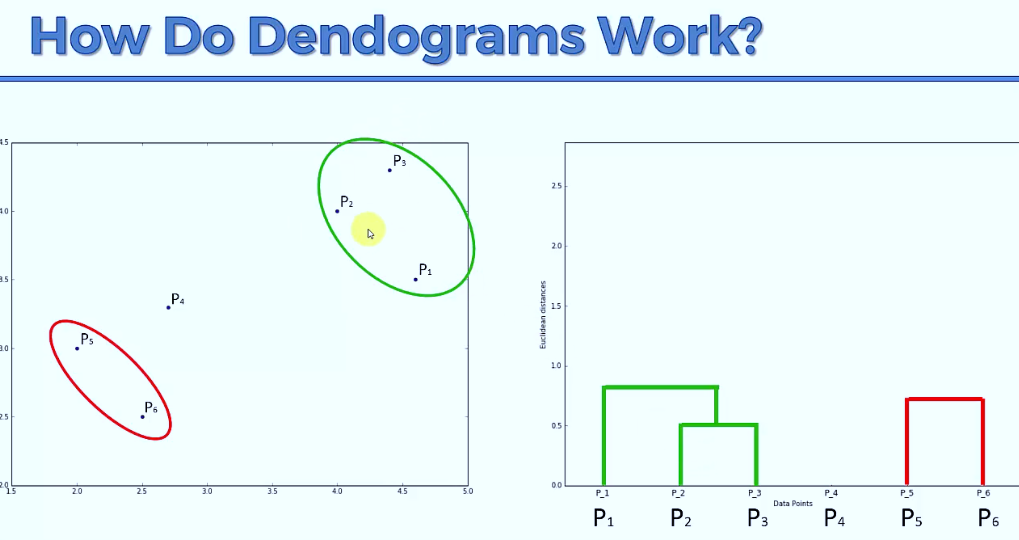 How Do Dendograms Work?
4.5
4.0
3.5
3.0
2.5
2.0
1.5 2.0 2.5 3.0 3.5 4.0 4.5 5.0
P3
P2
P1
P4
P5
P6
Euclidean distances
2.5
2.0
1.5
1.0
0.5
0.0
P_1 P_2 P_3 P_4 P_5 P_6
Data Points
P1 P2 P3 P4 P5 P6